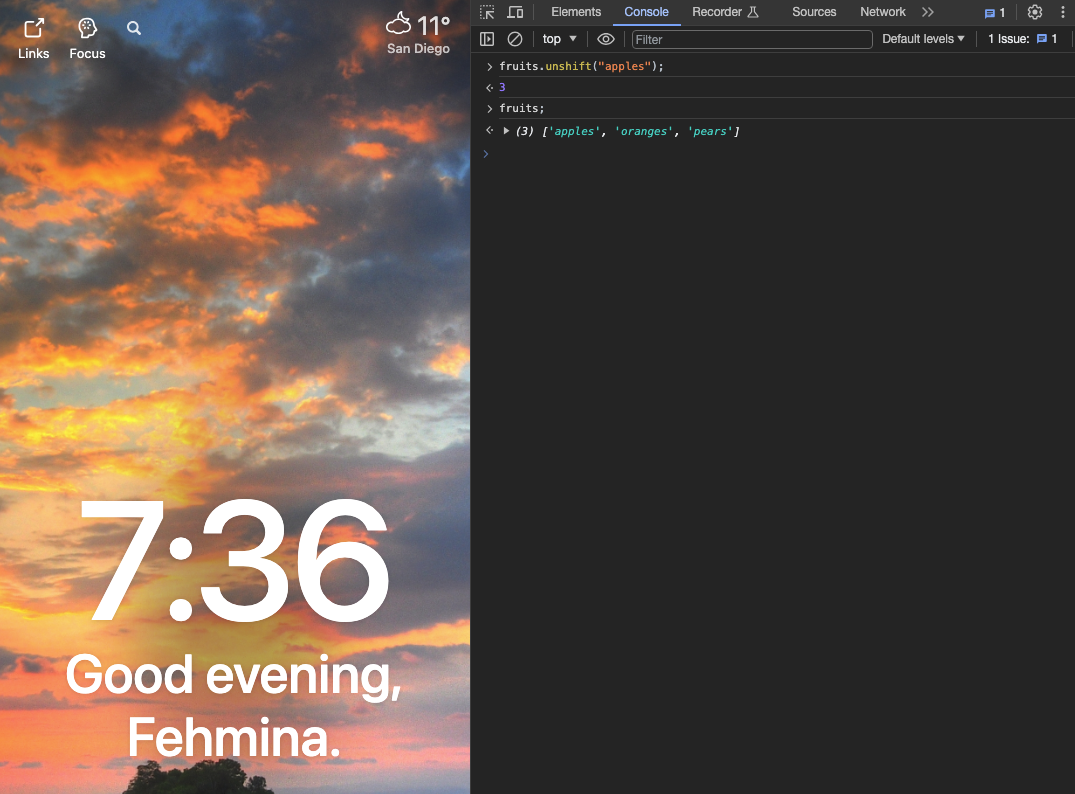 Links
Focus
11°
San Diego
7:36
Good evening,
Fehmina.
Elements Console Recorder Sources Network 1
top Filter Default levels 1 Issue: 1
fruits.unshift("apples");
3
fruits;
(3) ['apples', 'oranges', 'pears']